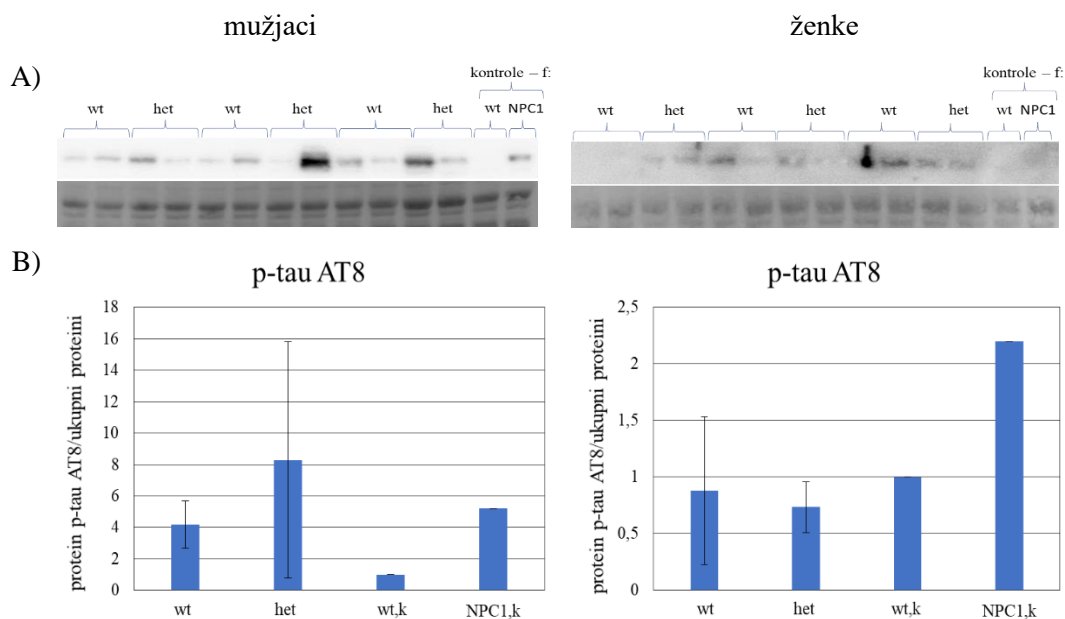 mužjaci
ženke
A)
kontrole – f:
wt het wt het wt het wt NPC1
kontrole – f:
wt het wt het wt het wt NPC1
B)
p-tau AT8
protein p-tau AT8/ukupni proteini
18
16
14
12
10
8
6
4
2
0
wt het wt,k NPC1,k
p-tau AT8
protein p-tau AT8/ukupni proteini
2,5
2
1,5
1
0,5
0
wt het wt,k NPC1,k